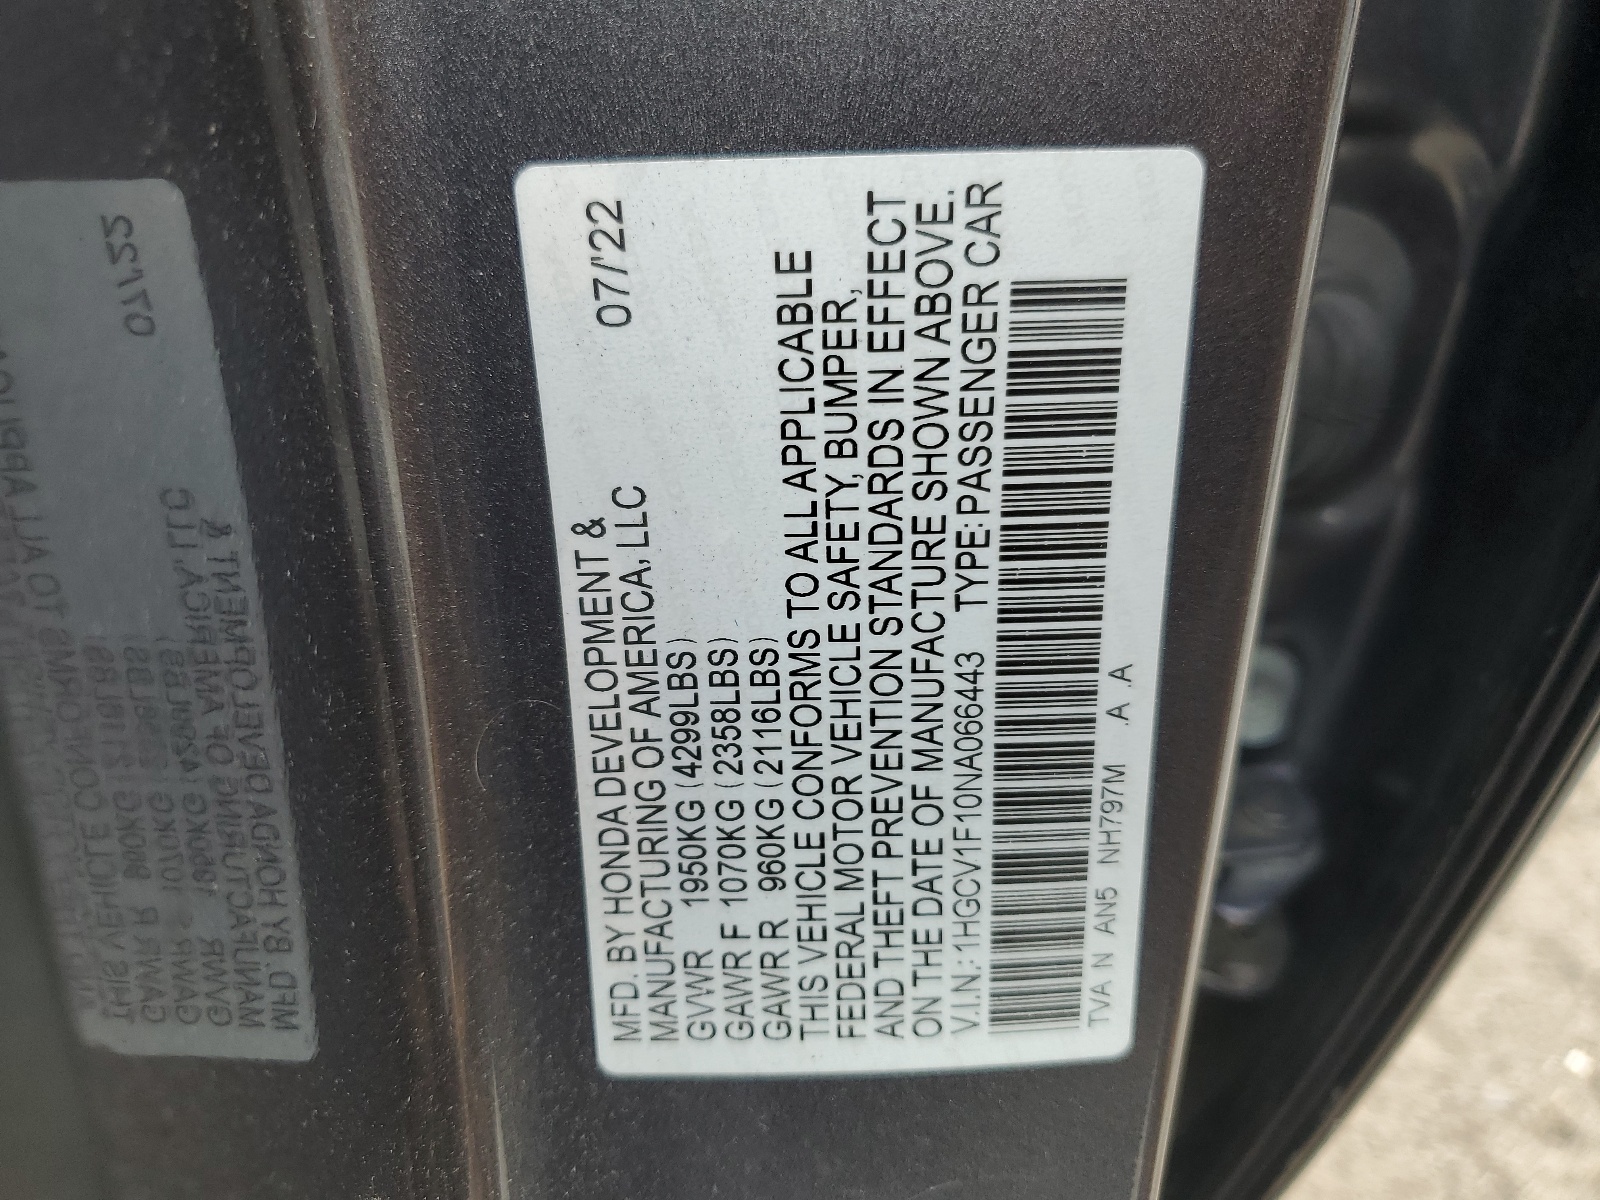 MFD. BY HONDA DEVELOPMENT &
MANUFACTURING OF AMERICA, LLC 07/'22
GVWR 1950KG (4299LBS)
GAWR F 1070KG (2358LBS)
GAWR R 960KG (2116LBS)
THIS VEHICLE CONFORMS TO ALL APPLICABLE
FEDERAL MOTOR VEHICLE SAFETY, BUMPER,
AND THEFT PREVENTION STANDARDS IN EFFECT
ON THE DATE OF MANUFACTURE SHOWN ABOVE.
V.I.N.: 1HGCV1F10NA066443 TYPE: PASSENGER CAR
TVA N AN5 NH797M .A .A